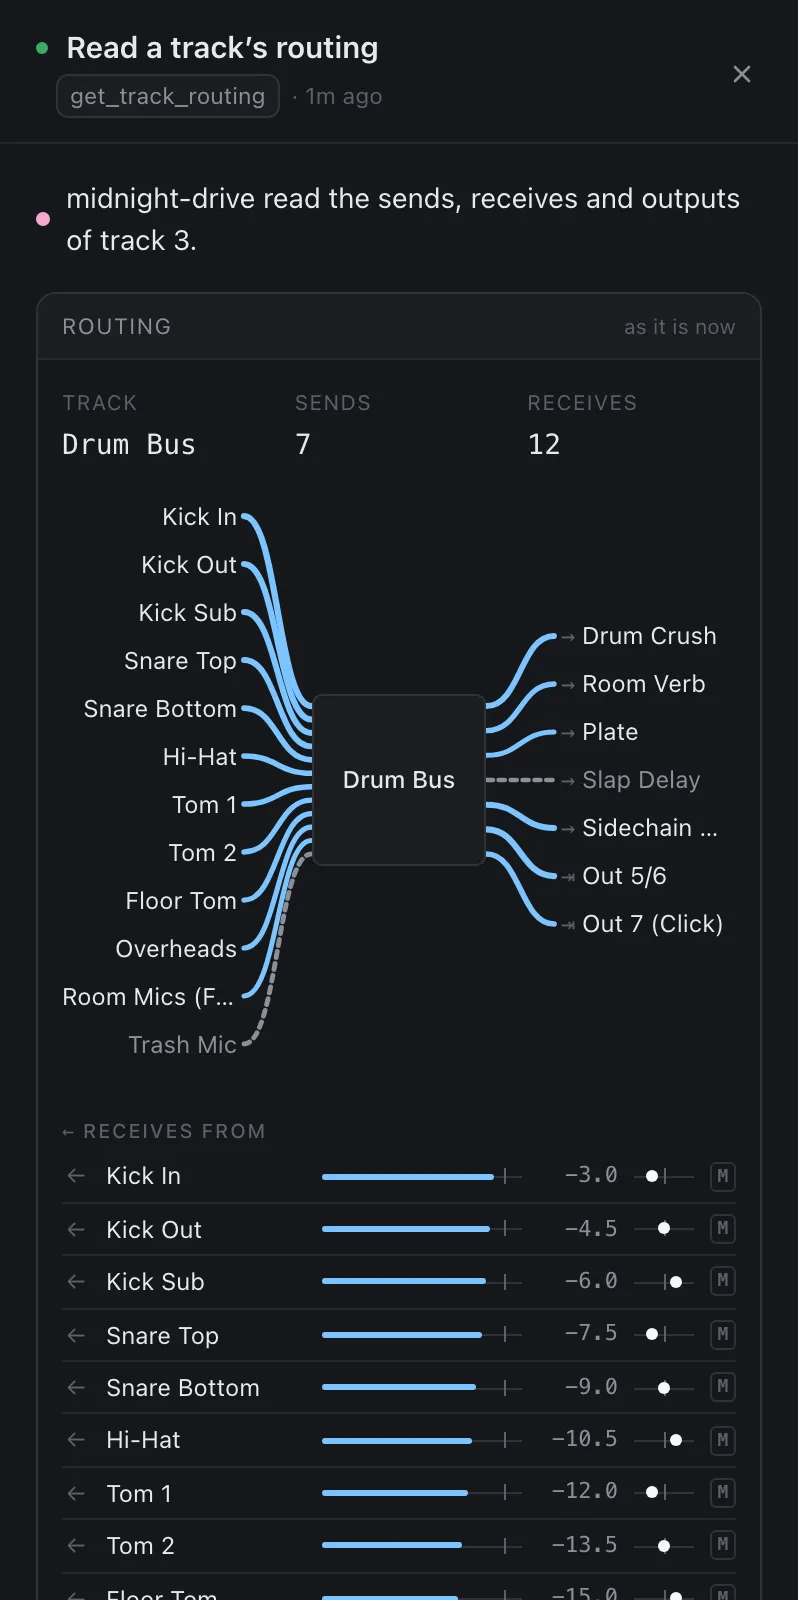 Read a track’s routing
get_track_routing · 1m ago
midnight-drive read the sends, receives and outputs
of track 3.
ROUTING as it is now
TRACK SENDS RECEIVES
Drum Bus 7 12
Kick In
Kick Out
Kick Sub
Snare Top
Snare Bottom
Hi-Hat
Tom 1
Tom 2
Floor Tom
Overheads
Room Mics (F…
Trash Mic
Drum Bus
→ Drum Crush
→ Room Verb
→ Plate
→ Slap Delay
→ Sidechain …
⇥ Out 5/6
⇥ Out 7 (Click)
← RECEIVES FROM
← Kick In −3.0 M
← Kick Out −4.5 M
← Kick Sub −6.0 M
← Snare Top −7.5 M
← Snare Bottom −9.0 M
← Hi-Hat −10.5 M
← Tom 1 −12.0 M
← Tom 2 −13.5 M
← Floor Tom −15.0 M